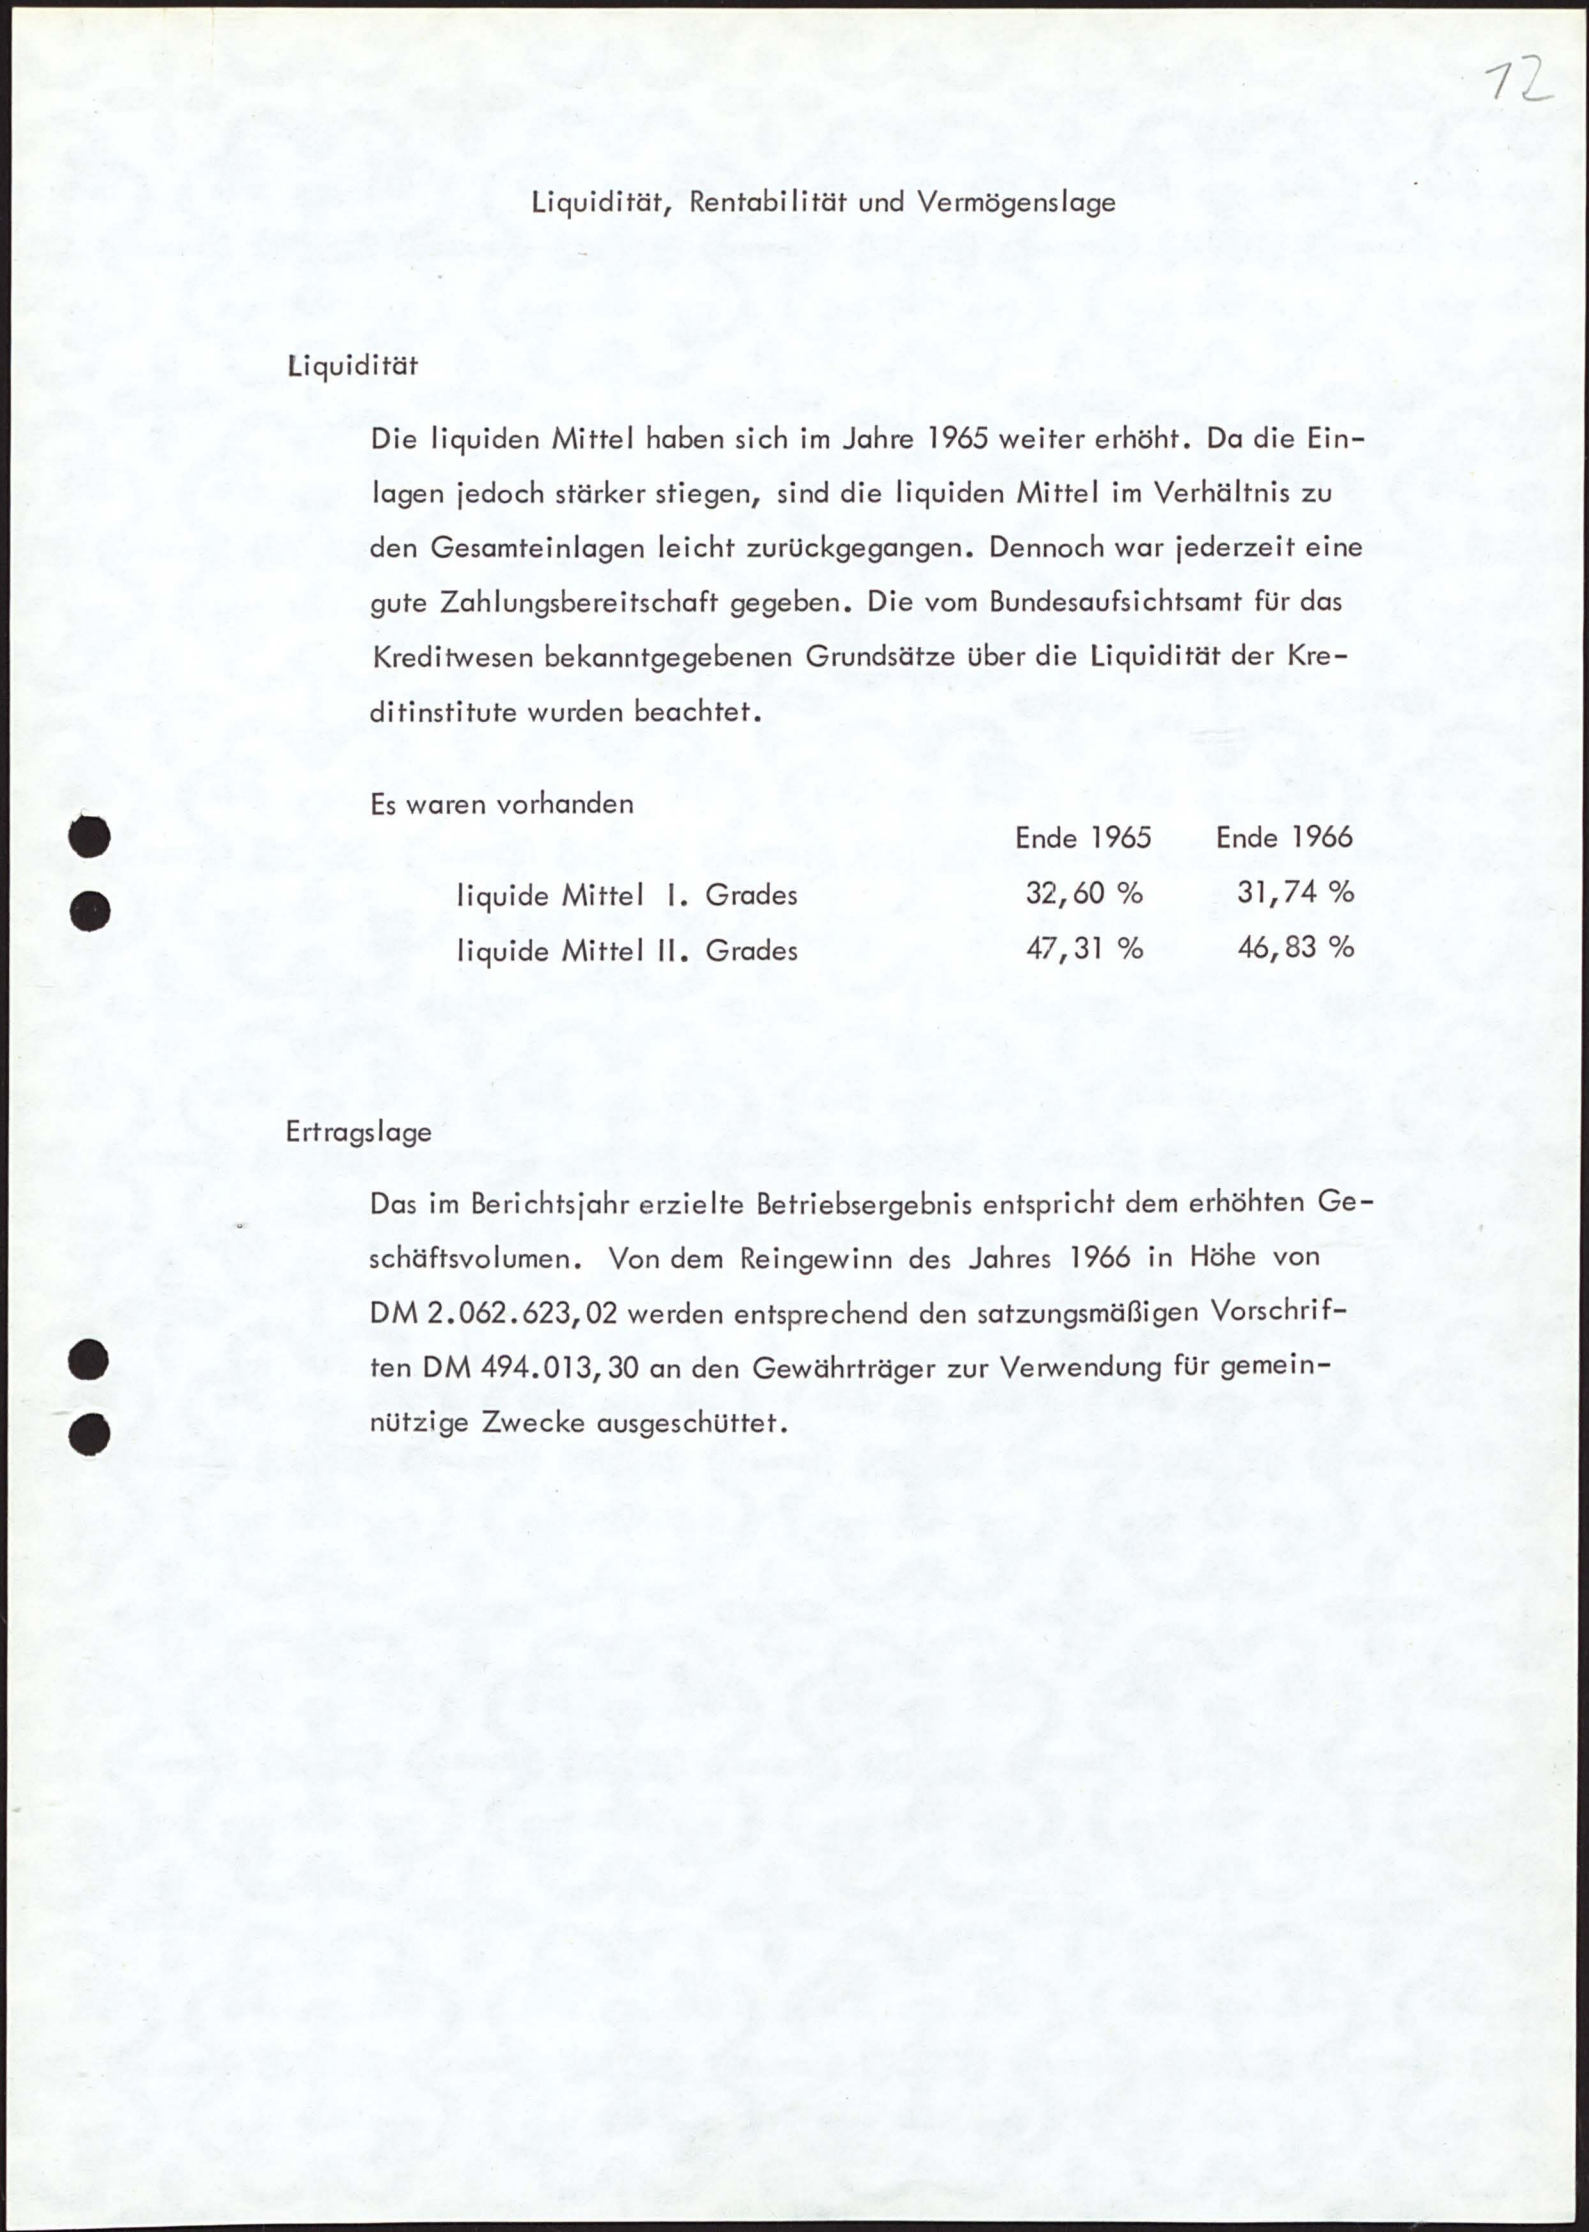 12
Liquidität, Rentabilität und Vermögenslage
Liquidität
Die liquiden Mittel haben sich im Jahre 1965 weiter erhöht. Da die Ein-
lagen jedoch stärker stiegen, sind die liquiden Mittel im Verhältnis zu
den Gesamteinlagen leicht zurückgegangen. Dennoch war jederzeit eine
gute Zahlungsbereitschaft gegeben. Die vom Bundesaufsichtsamt für das
Kreditwesen bekanntgegebenen Grundsätze über die Liquidität der Kre-
ditinstitute wurden beachtet.
Es waren vorhanden
Ende 1965 Ende 1966
liquide Mittel I. Grades 32,60 % 31,74 %
liquide Mittel II. Grades 47,31 % 46,83 %
Ertragslage
Das im Berichtsjahr erzielte Betriebsergebnis entspricht dem erhöhten Ge-
schäftsvolumen. Von dem Reingewinn des Jahres 1966 in Höhe von
DM 2.062.623,02 werden entsprechend den satzungsmäßigen Vorschrif-
ten DM 494.013,30 an den Gewährträger zur Verwendung für gemein-
nützige Zwecke ausgeschüttet.